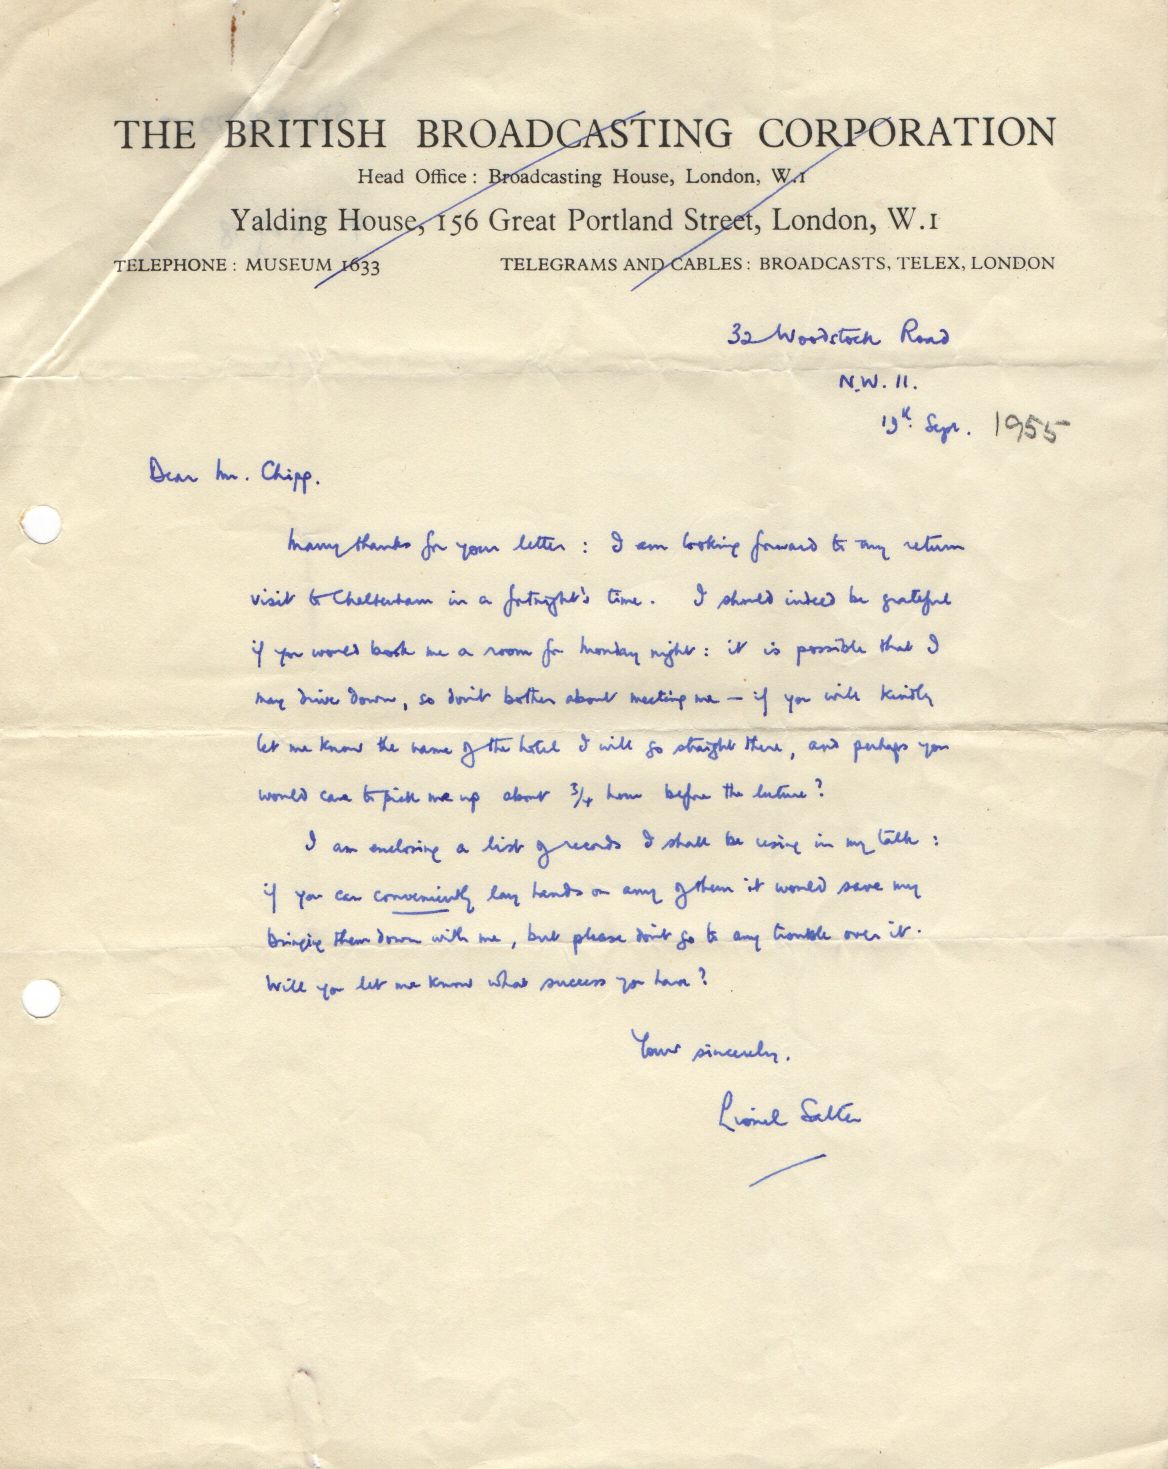 THE BRITISH BROADCASTING CORPORATION
Head Office : Broadcasting House, London, W.1
Yalding House, 156 Great Portland Street, London, W.1
TELEPHONE : MUSEUM 1633 TELEGRAMS AND CABLES : BROADCASTS, TELEX, LONDON
32 Woodstock Road
N.W. 11.
19th. Sept. 1955
Dear Mr. Chipp.
Many thanks for your letter : I am looking forward to my return
visit to Cheltenham in a fortnight's time. I should indeed be grateful
if you would book me a room for Monday night : it is possible that I
may drive down, so don't bother about meeting me — if you will kindly
let me know the name of the hotel I will go straight there, and perhaps you
would care to pick me up about 3/4 hour before the lecture ?
I am enclosing a list of records I shall be using in my talk :
if you can conveniently lay hands on any of them it would save my
bringing them down with me, but please don't go to any trouble over it.
Will you let me know what success you have ?
Yours sincerely.
Lionel Salter